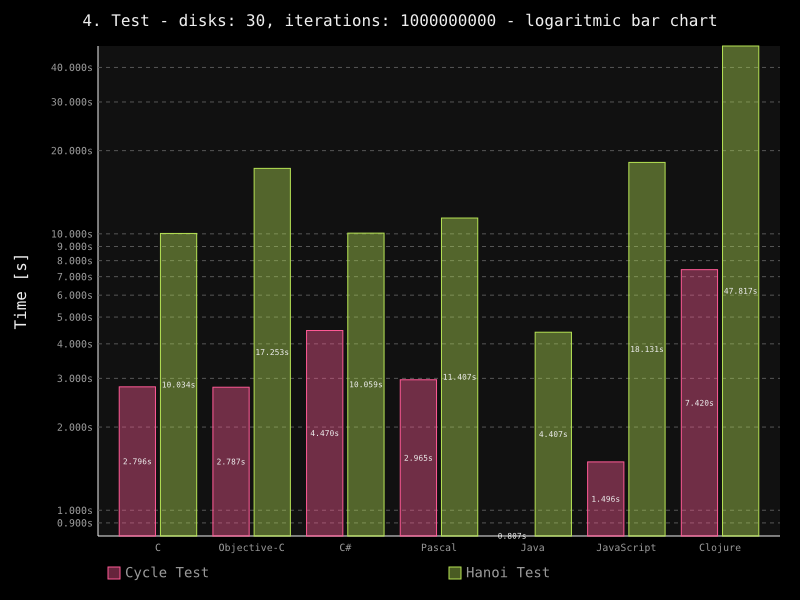 4. Test - disks: 30, iterations: 1000000000 - logaritmic bar chart
Time [s]
40.000s
30.000s
20.000s
10.000s
9.000s
8.000s
7.000s
6.000s
5.000s
4.000s
3.000s
2.000s
1.000s
0.900s
2.796s
10.034s
2.787s
17.253s
4.470s
10.059s
2.965s
11.407s
0.807s
4.407s
1.496s
18.131s
7.420s
47.817s
C
Objective-C
C#
Pascal
Java
JavaScript
Clojure
Cycle Test
Hanoi Test